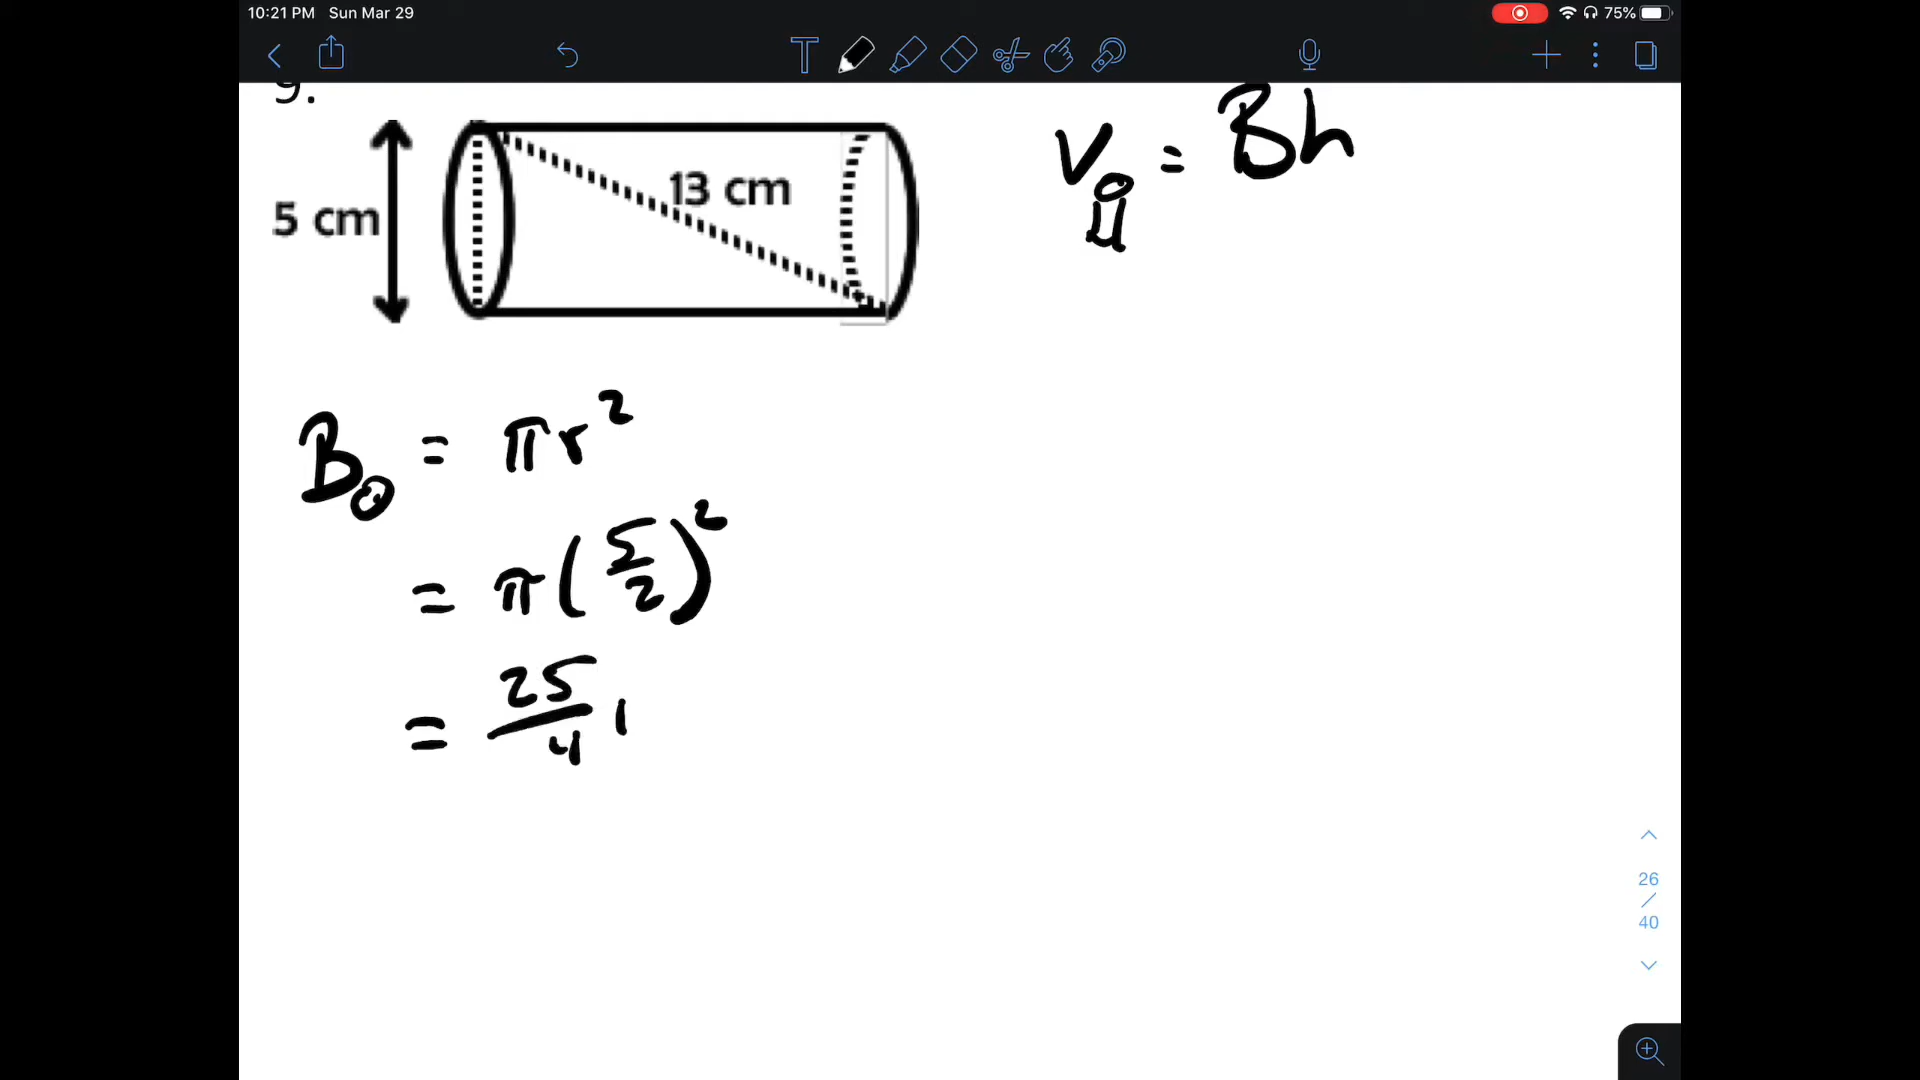 10:21 PM Sun Mar 29
75%
9.
5 cm
13 cm
V = Bh
B⊙ = πr²
= π(5/2)²
= 25/4
26
/
40